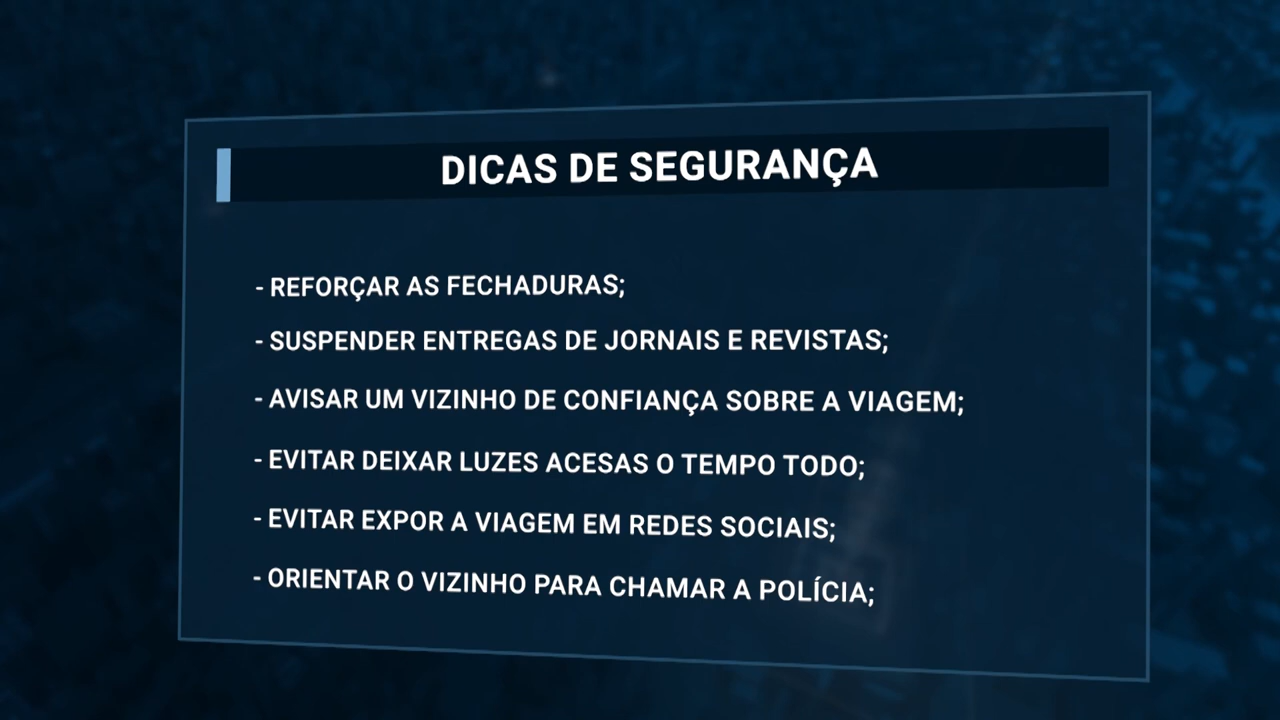 DICAS DE SEGURANÇA
- REFORÇAR AS FECHADURAS;
- SUSPENDER ENTREGAS DE JORNAIS E REVISTAS;
- AVISAR UM VIZINHO DE CONFIANÇA SOBRE A VIAGEM;
- EVITAR DEIXAR LUZES ACESAS O TEMPO TODO;
- EVITAR EXPOR A VIAGEM EM REDES SOCIAIS;
- ORIENTAR O VIZINHO PARA CHAMAR A POLÍCIA;